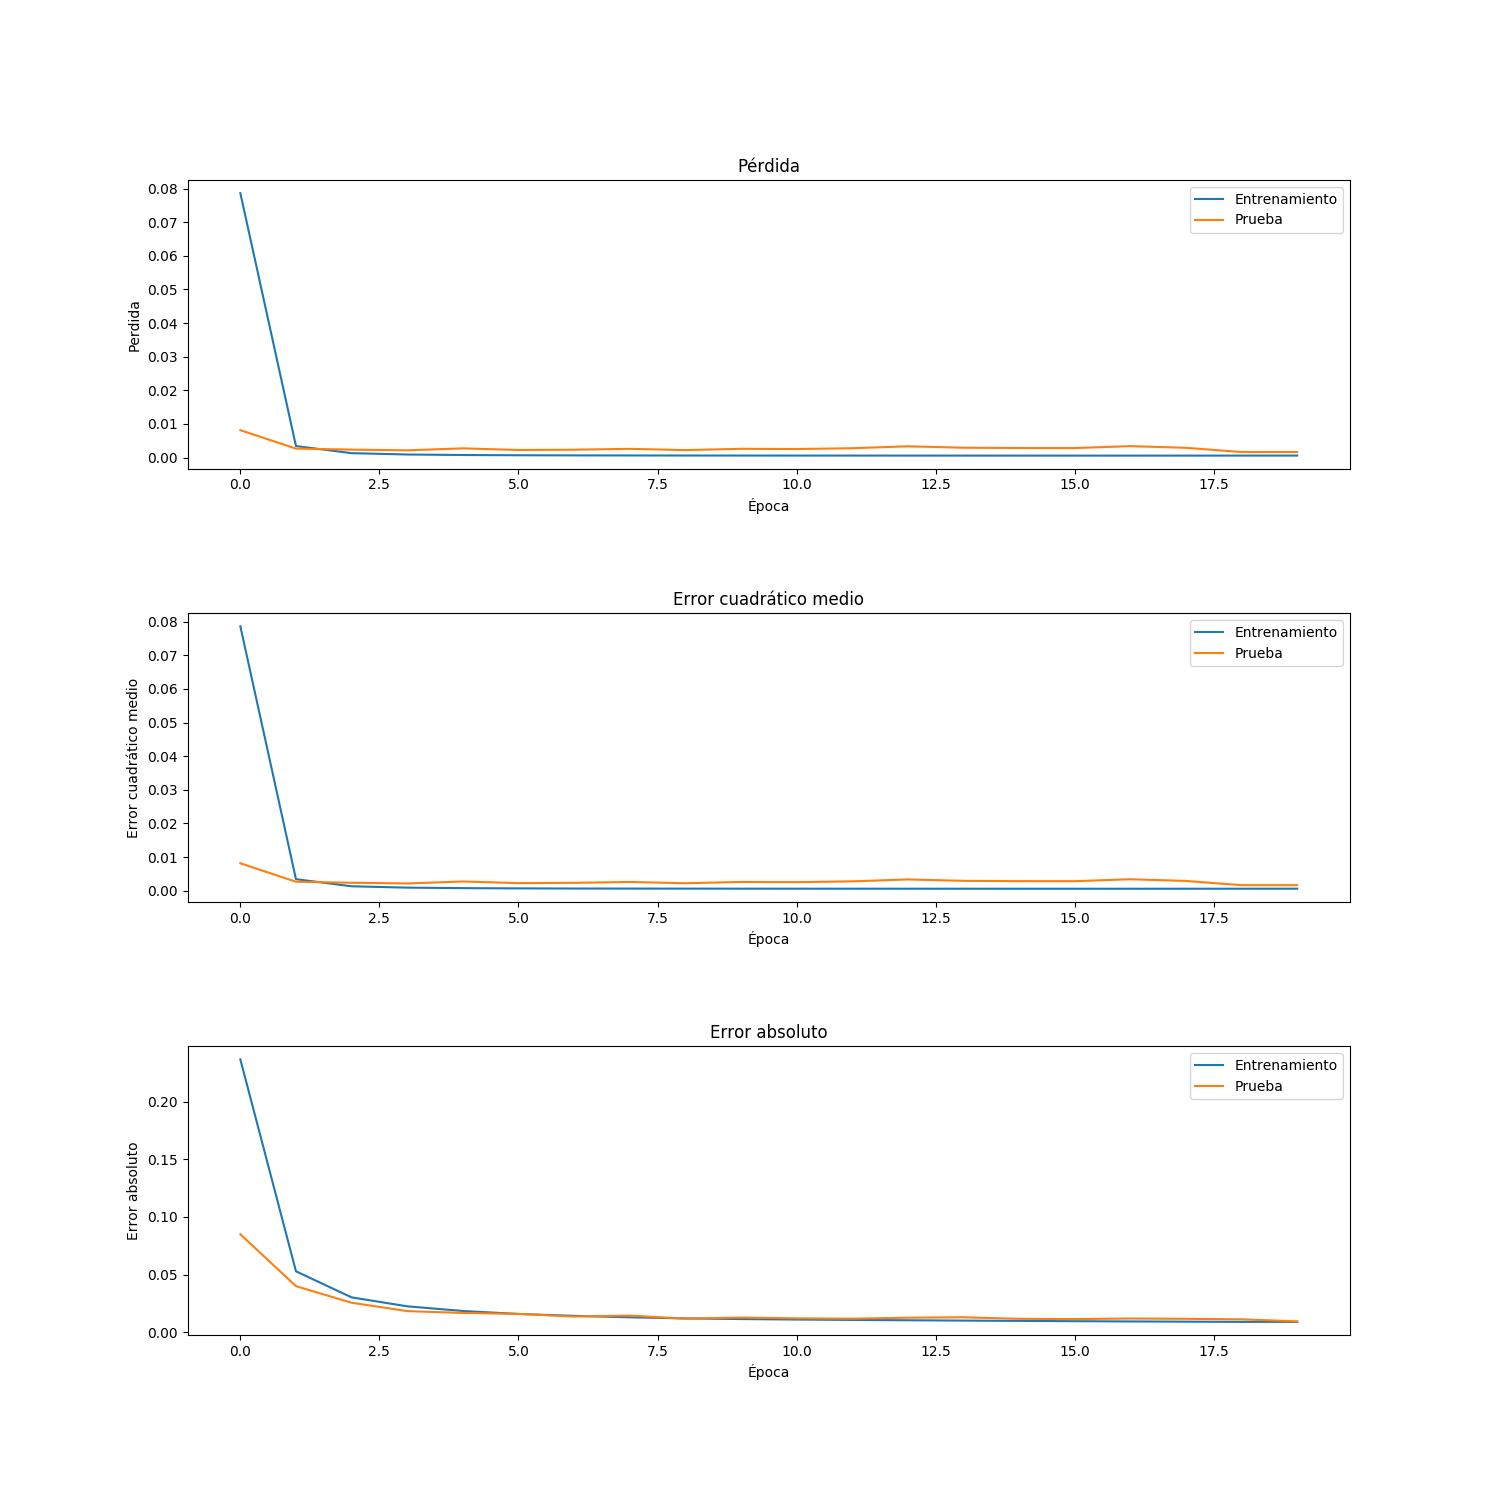 Pérdida
0.08
0.07
0.06
0.05
0.04
0.03
0.02
0.01
0.00
Perdida
Entrenamiento
Prueba
0.0 2.5 5.0 7.5 10.0 12.5 15.0 17.5
Época
Error cuadrático medio
0.08
0.07
0.06
0.05
0.04
0.03
0.02
0.01
0.00
Error cuadrático medio
Entrenamiento
Prueba
0.0 2.5 5.0 7.5 10.0 12.5 15.0 17.5
Época
Error absoluto
0.20
0.15
0.10
0.05
0.00
Error absoluto
Entrenamiento
Prueba
0.0 2.5 5.0 7.5 10.0 12.5 15.0 17.5
Época